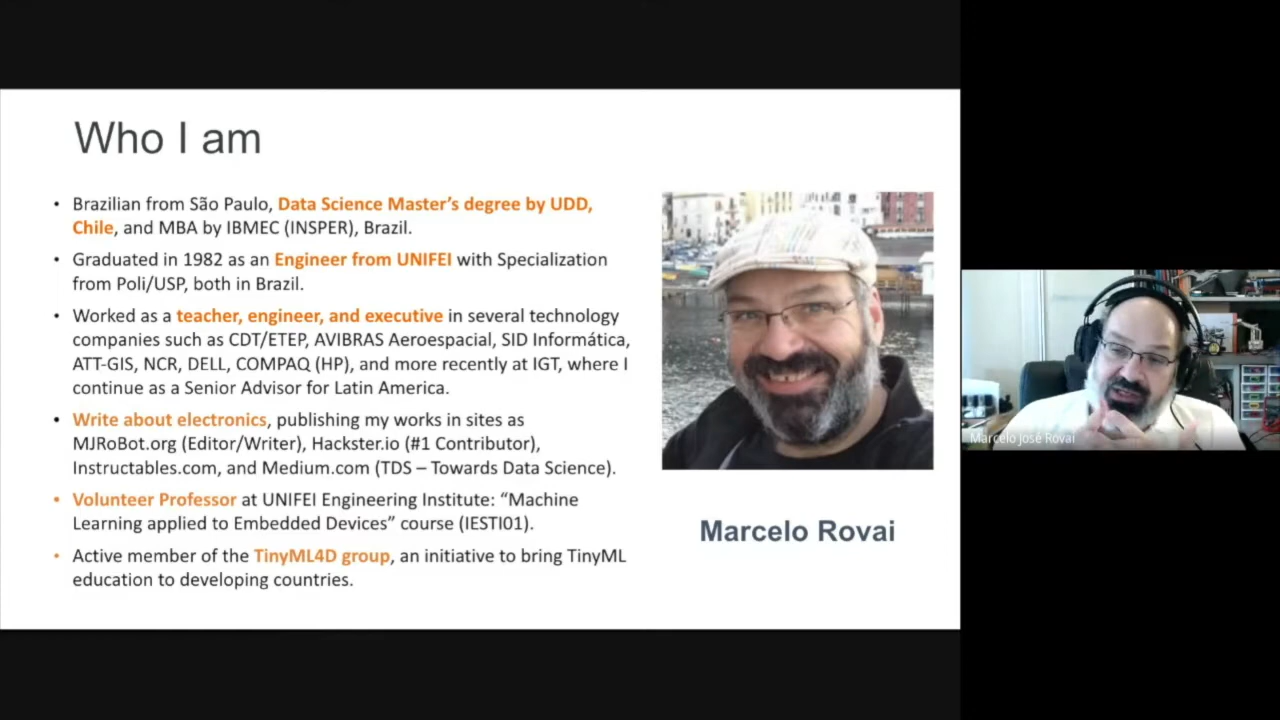 Who I am
• Brazilian from São Paulo, Data Science Master’s degree by UDD,
Chile, and MBA by IBMEC (INSPER), Brazil.
• Graduated in 1982 as an Engineer from UNIFEI with Specialization
from Poli/USP, both in Brazil.
• Worked as a teacher, engineer, and executive in several technology
companies such as CDT/ETEP, AVIBRAS Aeroespacial, SID Informática,
ATT-GIS, NCR, DELL, COMPAQ (HP), and more recently at IGT, where I
continue as a Senior Advisor for Latin America.
• Write about electronics, publishing my works in sites as
MJRoBot.org (Editor/Writer), Hackster.io (#1 Contributor),
Instructables.com, and Medium.com (TDS – Towards Data Science).
• Volunteer Professor at UNIFEI Engineering Institute: “Machine
Learning applied to Embedded Devices” course (IESTI01).
• Active member of the TinyML4D group, an initiative to bring TinyML
education to developing countries.
Marcelo Rovai
Marcelo José Rovai